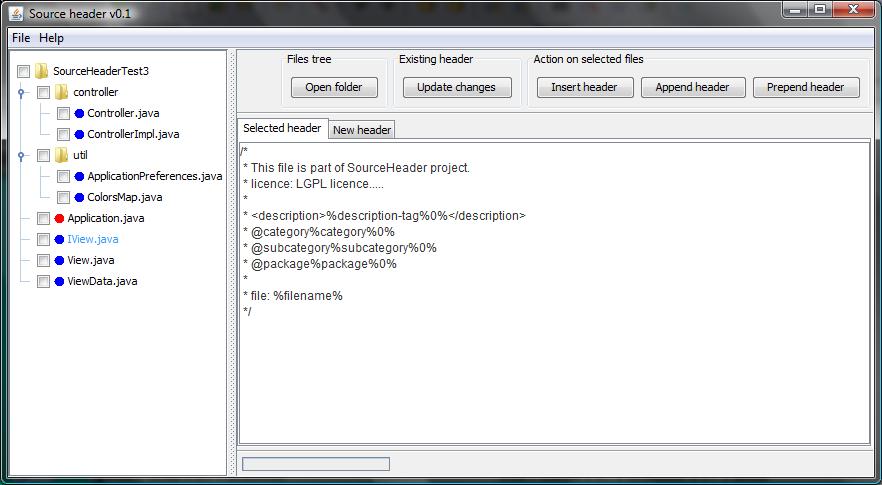 Source header v0.1
File Help
Files tree
Existing header
Action on selected files
Open folder
Update changes
Insert header
Append header
Prepend header
SourceHeaderTest3
controller
Controller.java
ControllerImpl.java
util
ApplicationPreferences.java
ColorsMap.java
Application.java
IView.java
View.java
ViewData.java
Selected header
New header
/*
* This file is part of SourceHeader project.
* licence: LGPL licence.....
*
* <description>%description-tag%0%</description>
* @category%category%0%
* @subcategory%subcategory%0%
* @package%package%0%
*
* file: %filename%
*/